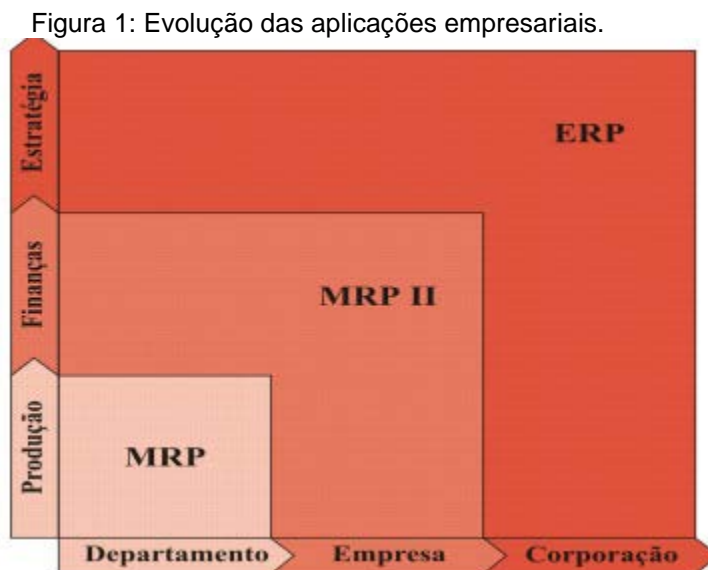 Figura 1: Evolução das aplicações empresariais.
Estratégia
ERP
Finanças
MRP II
Produção
MRP
Departamento
Empresa
Corporação